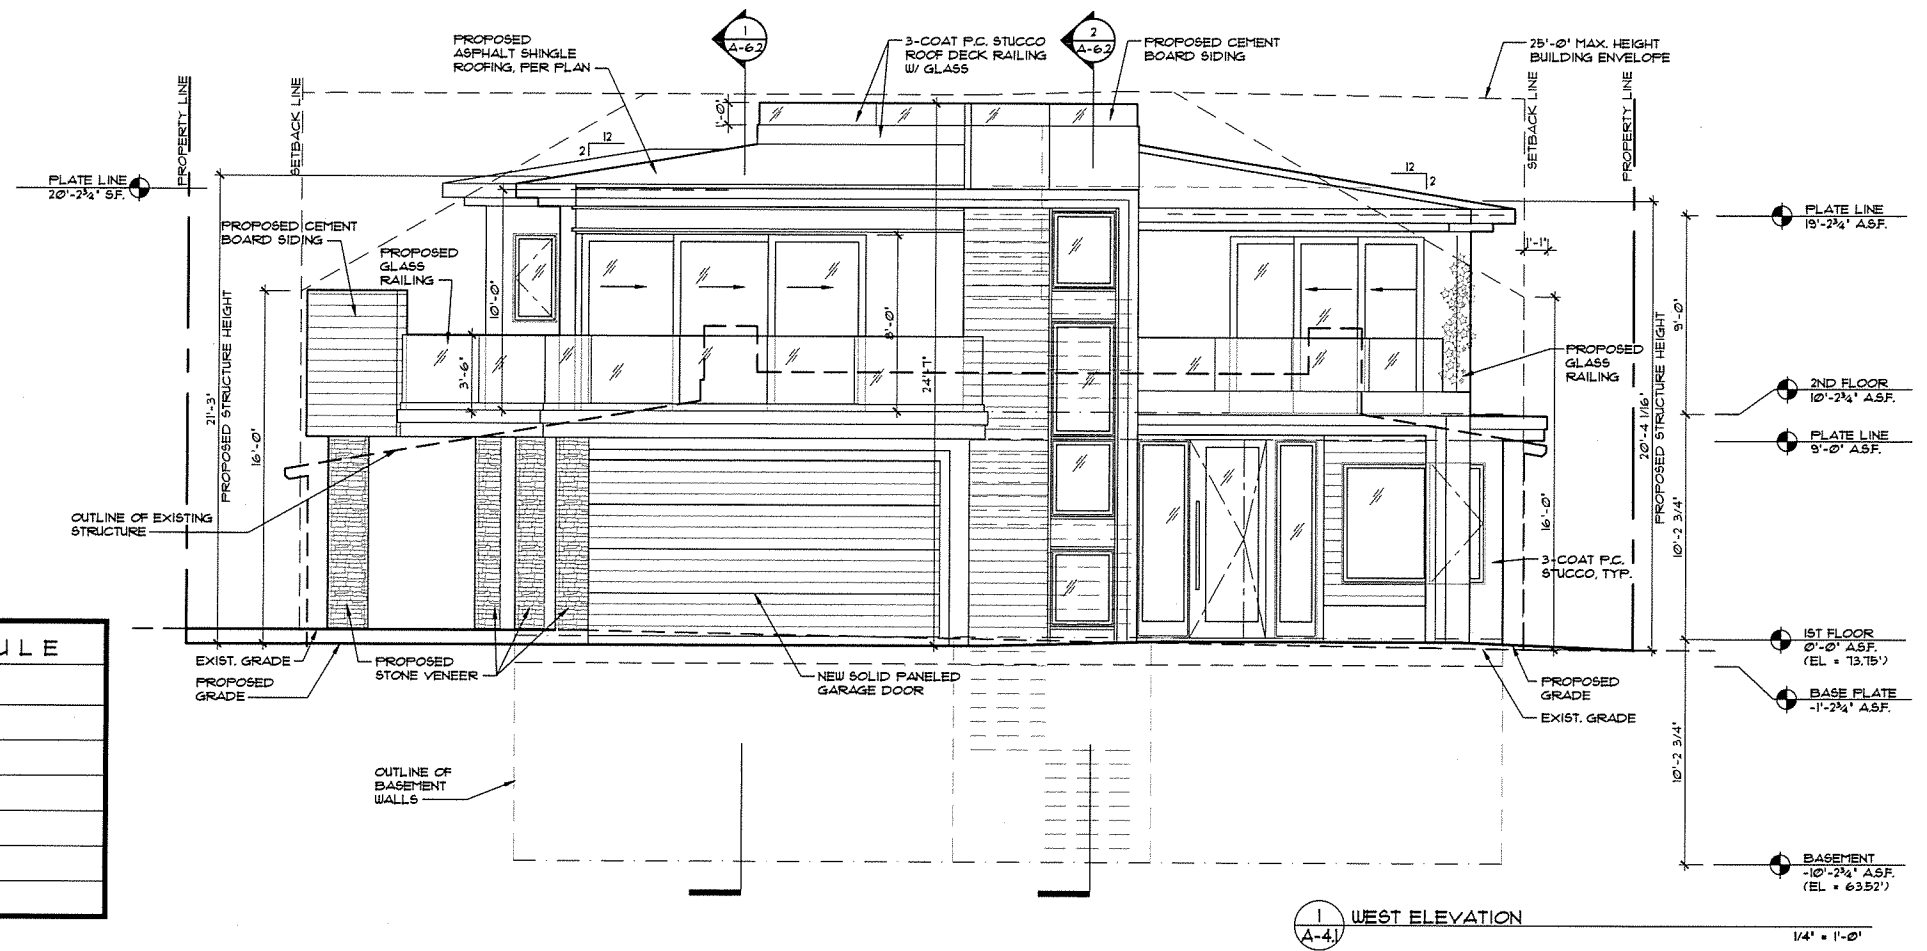 PROPOSED
ASPHALT SHINGLE
ROOFING, PER PLAN
1
A-6.2
3-COAT P.C. STUCCO
ROOF DECK RAILING
W/ GLASS
2
A-6.2
PROPOSED CEMENT
BOARD SIDING
25'-0" MAX. HEIGHT
BUILDING ENVELOPE
PROPERTY LINE
SETBACK LINE
SETBACK LINE
PROPERTY LINE
1'-0"
12
2
12
2
PLATE LINE
20'-2¾" S.F.
PLATE LINE
19'-2¾" A.S.F.
PROPOSED CEMENT
BOARD SIDING
PROPOSED
GLASS
RAILING
1'-1"
10'-0"
8'-0"
3'-6"
24'-7"
21'-3"
PROPOSED STRUCTURE HEIGHT
16'-0"
9'-0"
PROPOSED
GLASS
RAILING
2ND FLOOR
10'-2¾" A.S.F.
PLATE LINE
9'-0" A.S.F.
20'-4 1/16"
PROPOSED STRUCTURE HEIGHT
16'-0"
10'-2 3/4"
OUTLINE OF EXISTING
STRUCTURE
3-COAT P.C.
STUCCO, TYP.
ULE
EXIST. GRADE
PROPOSED
GRADE
PROPOSED
STONE VENEER
NEW SOLID PANELED
GARAGE DOOR
1ST FLOOR
0'-0" A.S.F.
(EL = 73.75')
PROPOSED
GRADE
EXIST. GRADE
BASE PLATE
-1'-2¾" A.S.F.
10'-2 3/4"
OUTLINE OF
BASEMENT
WALLS
BASEMENT
-10'-2¾" A.S.F.
(EL = 63.52')
1
A-4.1
WEST ELEVATION
1/4" = 1'-0"